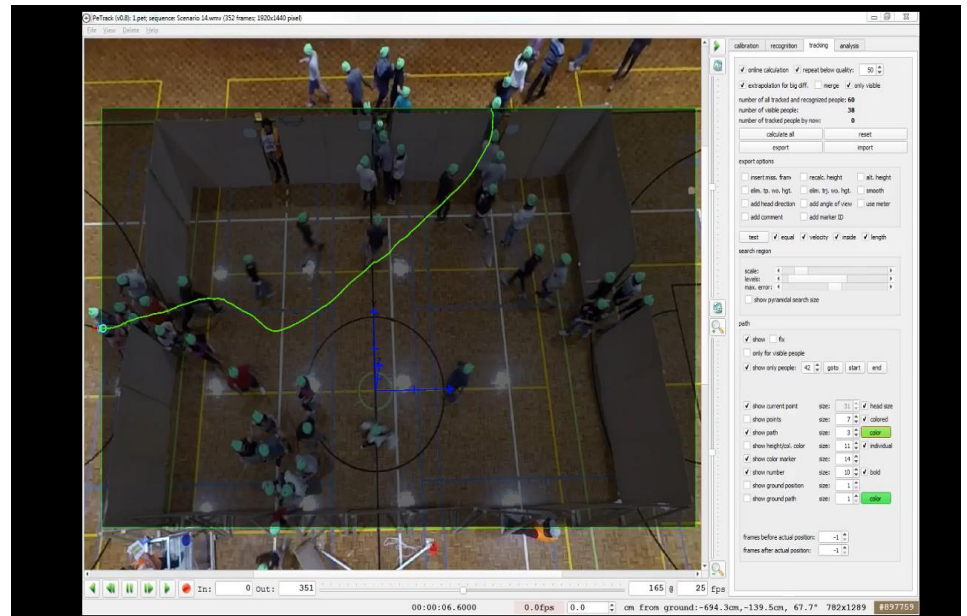 PeTrack (v0.8): 1.pet; sequence: Scenario 14.wmv (352 frames; 1920x1440 pixel)
File View Delete Help
calibration recognition tracking analysis
online calculation repeat below quality: 50
extrapolation for big diff. merge only visible
number of all tracked and recognized people: 60
number of visible people: 38
number of tracked people by now: 0
calculate all reset
export import
export options
insert miss. fram recalc. height alt. height
elim. tp. wo. hgt. elim. trj. wo. hgt. smooth
add head direction add angle of view use meter
add comment add marker ID
test equal velocity inside length
search region
scale:
levels:
max. error:
show pyramidal search size
path
show fix
only for visible people
show only people: 42 goto start end
show current point size: 31 head size
show points size: 7 colored
show path size: 3 color
show height/col. color size: 11 individual
show color marker size: 14
show number size: 10 bold
show ground position size: 1
show ground path size: 1 color
frames before actual position: -1
frames after actual position: -1
In: 0 Out: 351 165 @ 25 fps
00:00:06.6000 0.0fps 0.0 cm from ground:-694.3cm,-139.5cm, 67.7° 782x1289 #897759